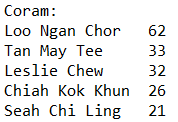 Coram:
Loo Ngan Chor 62
Tan May Tee 33
Leslie Chew 32
Chiah Kok Khun 26
Seah Chi Ling 21